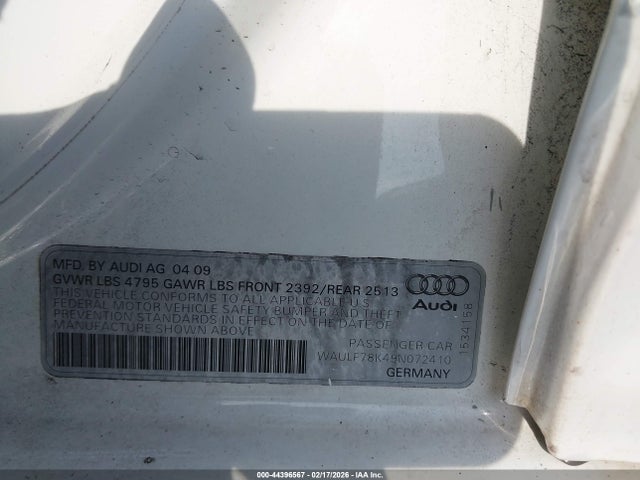 MFD. BY AUDI AG 04 09
GVWR LBS 4795 GAWR LBS FRONT 2392/REAR 2513
THIS VEHICLE CONFORMS TO ALL APPLICABLE U.S
FEDERAL MOTOR VEHICLE SAFETY BUMPER AND THEFT
PREVENTION STANDARDS IN EFFECT ON THE DATE OF
MANUFACTURE SHOWN ABOVE
Audi
PASSENGER CAR
WAULF78K49N072410
GERMANY
1534158
000-44396567 - 02/17/2026 - IAA Inc.